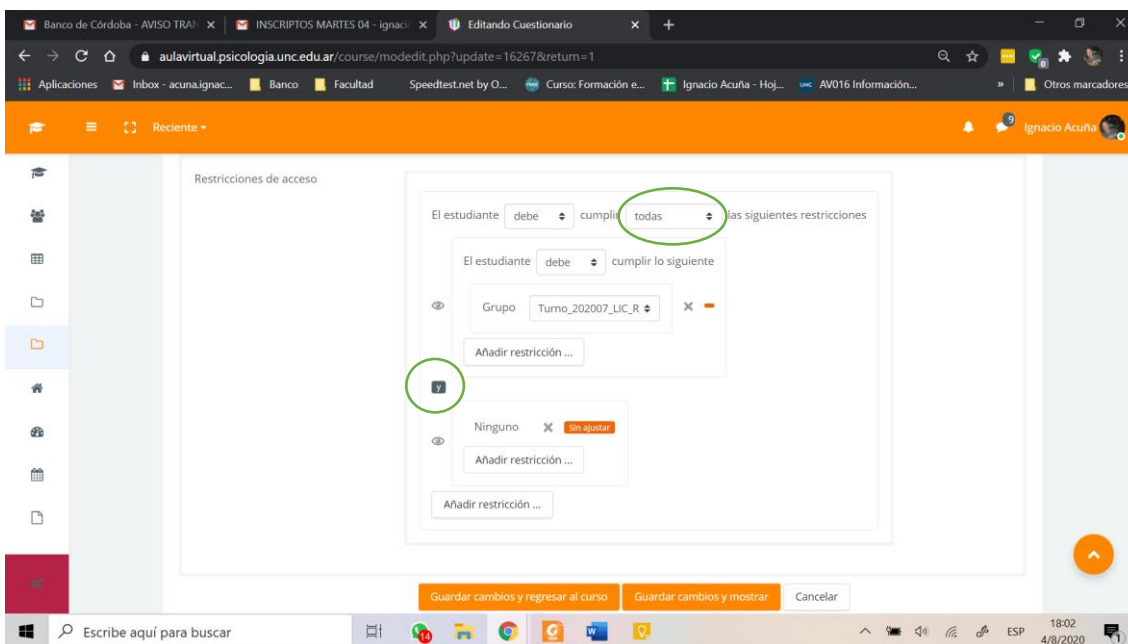 Banco de Córdoba - AVISO TRAN
INSCRIPTOS MARTES 04 - ignaci
Editando Cuestionario
aulavirtual.psicologia.unc.edu.ar/course/modedit.php?update=16267&return=1
Aplicaciones Inbox - acuna.ignac... Banco Facultad Speedtest.net by O... Curso: Formación e... Ignacio Acuña - Hoj... UNC AV016 Información... » Otros marcadores
Reciente 9 Ignacio Acuña
Restricciones de acceso
El estudiante debe cumplir todas las siguientes restricciones
El estudiante debe cumplir lo siguiente
Grupo Turno_202007_LIC_R
Añadir restricción ...
y
Ninguno Sin ajustar
Añadir restricción ...
Añadir restricción ...
Guardar cambios y regresar al curso Guardar cambios y mostrar Cancelar
Escribe aquí para buscar
14
ESP
18:02
4/8/2020